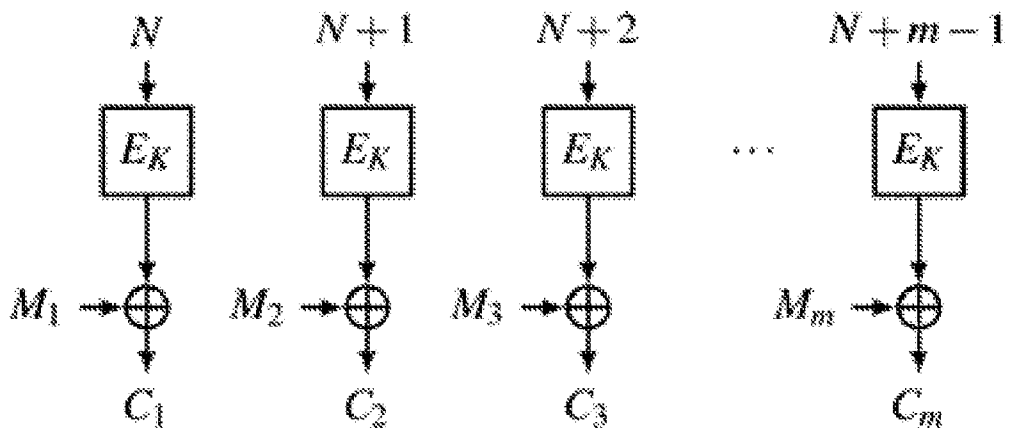 N N + 1 N + 2 N + m − 1
E_K E_K E_K ⋯ E_K
M_1 M_2 M_3 M_m
C_1 C_2 C_3 C_m